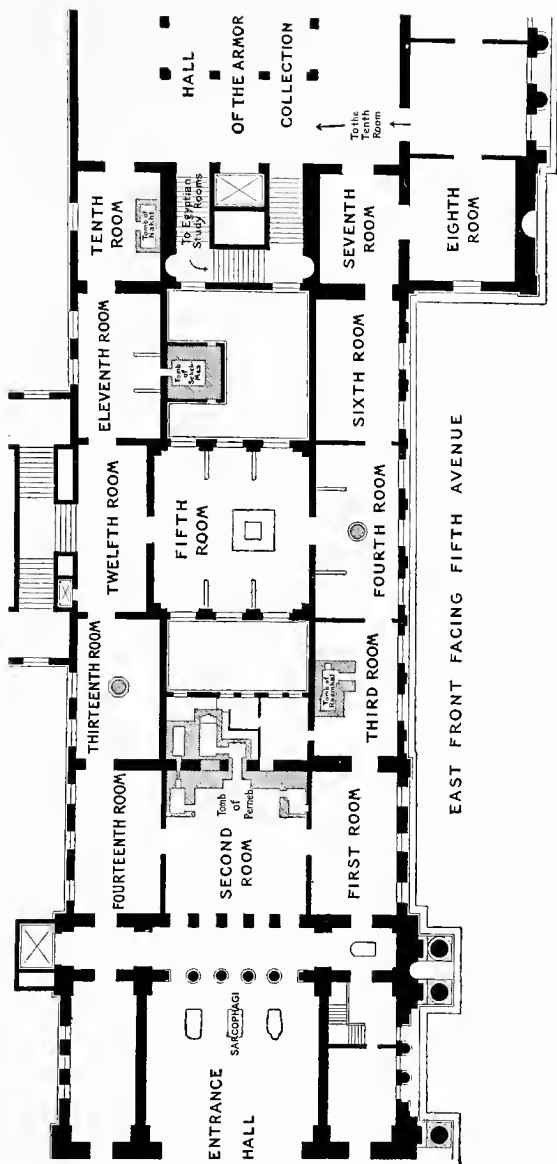 FOURTEENTH ROOM
THIRTEENTH ROOM
TWELFTH ROOM
ELEVENTH ROOM
TENTH
ROOM
Tomb of
Nakht
To Egyptian
Study Rooms
HALL
OF THE ARMOR
COLLECTION
ENTRANCE
HALL
SARCOPHAGI
SECOND
ROOM
Tomb
of
Perneb
FIFTH
ROOM
Tomb
of
FIRST ROOM
THIRD ROOM
Tomb of
Raemkai
FOURTH ROOM
SIXTH ROOM
SEVENTH
ROOM
To the
Tenth
Room
EIGHTH
ROOM
EAST FRONT FACING FIFTH AVENUE